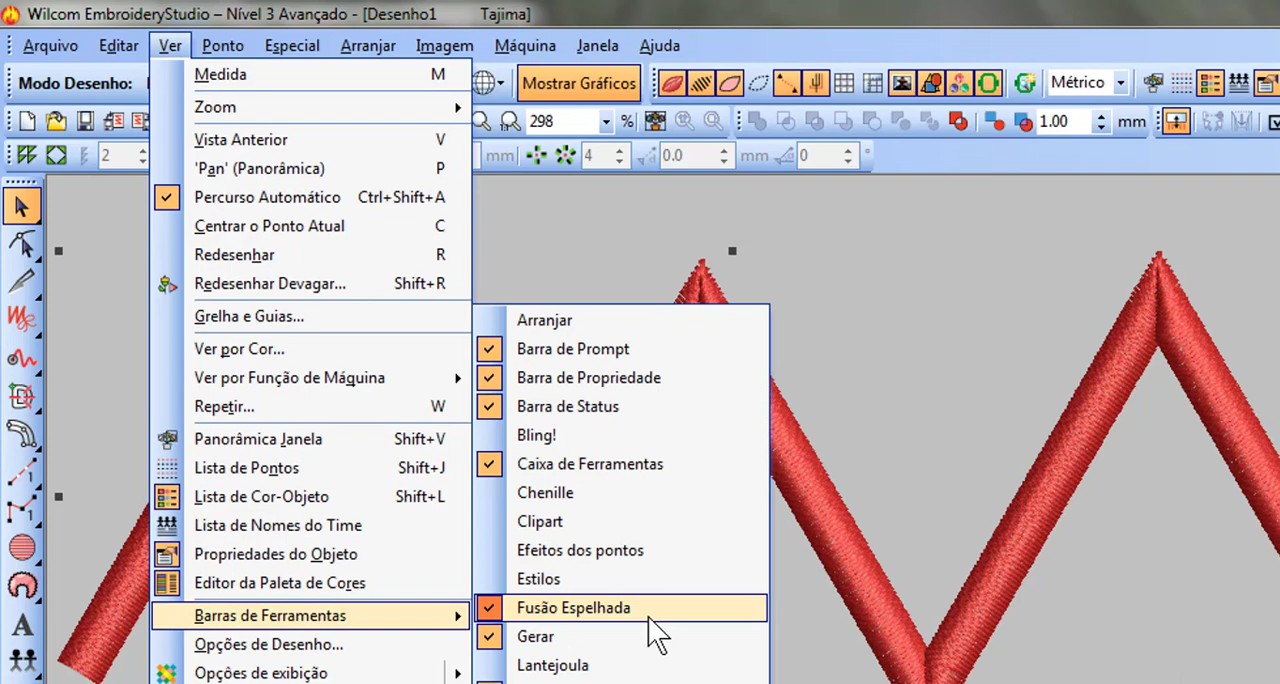 Wilcom EmbroideryStudio – Nível 3 Avançado - [Desenho1 Tajima]
Arquivo Editar Ver Ponto Especial Arranjar Imagem Máquina Janela Ajuda
Modo Desenho: Mostrar Gráficos Métrico
298 % 1.00 mm
2 mm 4 0.0 mm 0 °
Medida M
Zoom
Vista Anterior V
'Pan' (Panorâmica) P
Percurso Automático Ctrl+Shift+A
Centrar o Ponto Atual C
Redesenhar R
Redesenhar Devagar... Shift+R
Grelha e Guias...
Ver por Cor...
Ver por Função de Máquina
Repetir... W
Panorâmica Janela Shift+V
Lista de Pontos Shift+J
Lista de Cor-Objeto Shift+L
Lista de Nomes do Time
Propriedades do Objeto
Editor da Paleta de Cores
Barras de Ferramentas
Opções de Desenho...
Opções de exibição
Arranjar
Barra de Prompt
Barra de Propriedade
Barra de Status
Bling!
Caixa de Ferramentas
Chenille
Clipart
Efeitos dos pontos
Estilos
Fusão Espelhada
Gerar
Lantejoula